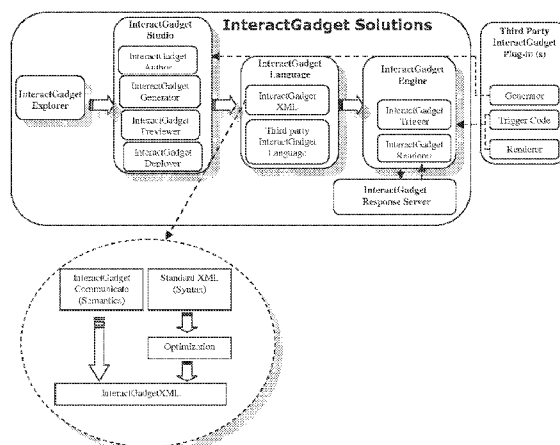 InteractGadget Solutions
InteractGadget
Explorer
InteractGadget
Studio
InteractGadget
Author
InteractGadget
Generator
InteractGadget
Previewer
InteractGadget
Deployer
InteractGadget
Language
InteractGadget
XML
Third party
InteractGadget
Language
InteractGadget
Engine
InteractGadget
Trigger
InteractGadget
Renderer
InteractGadget
Response Server
Third Party
InteractGadget
Plug-in (s)
Generator
Trigger Code
Renderer
InteractGadget
Communicate
(Semantics)
Standard XML
(Syntax)
Optimization
InteractGadgetXML